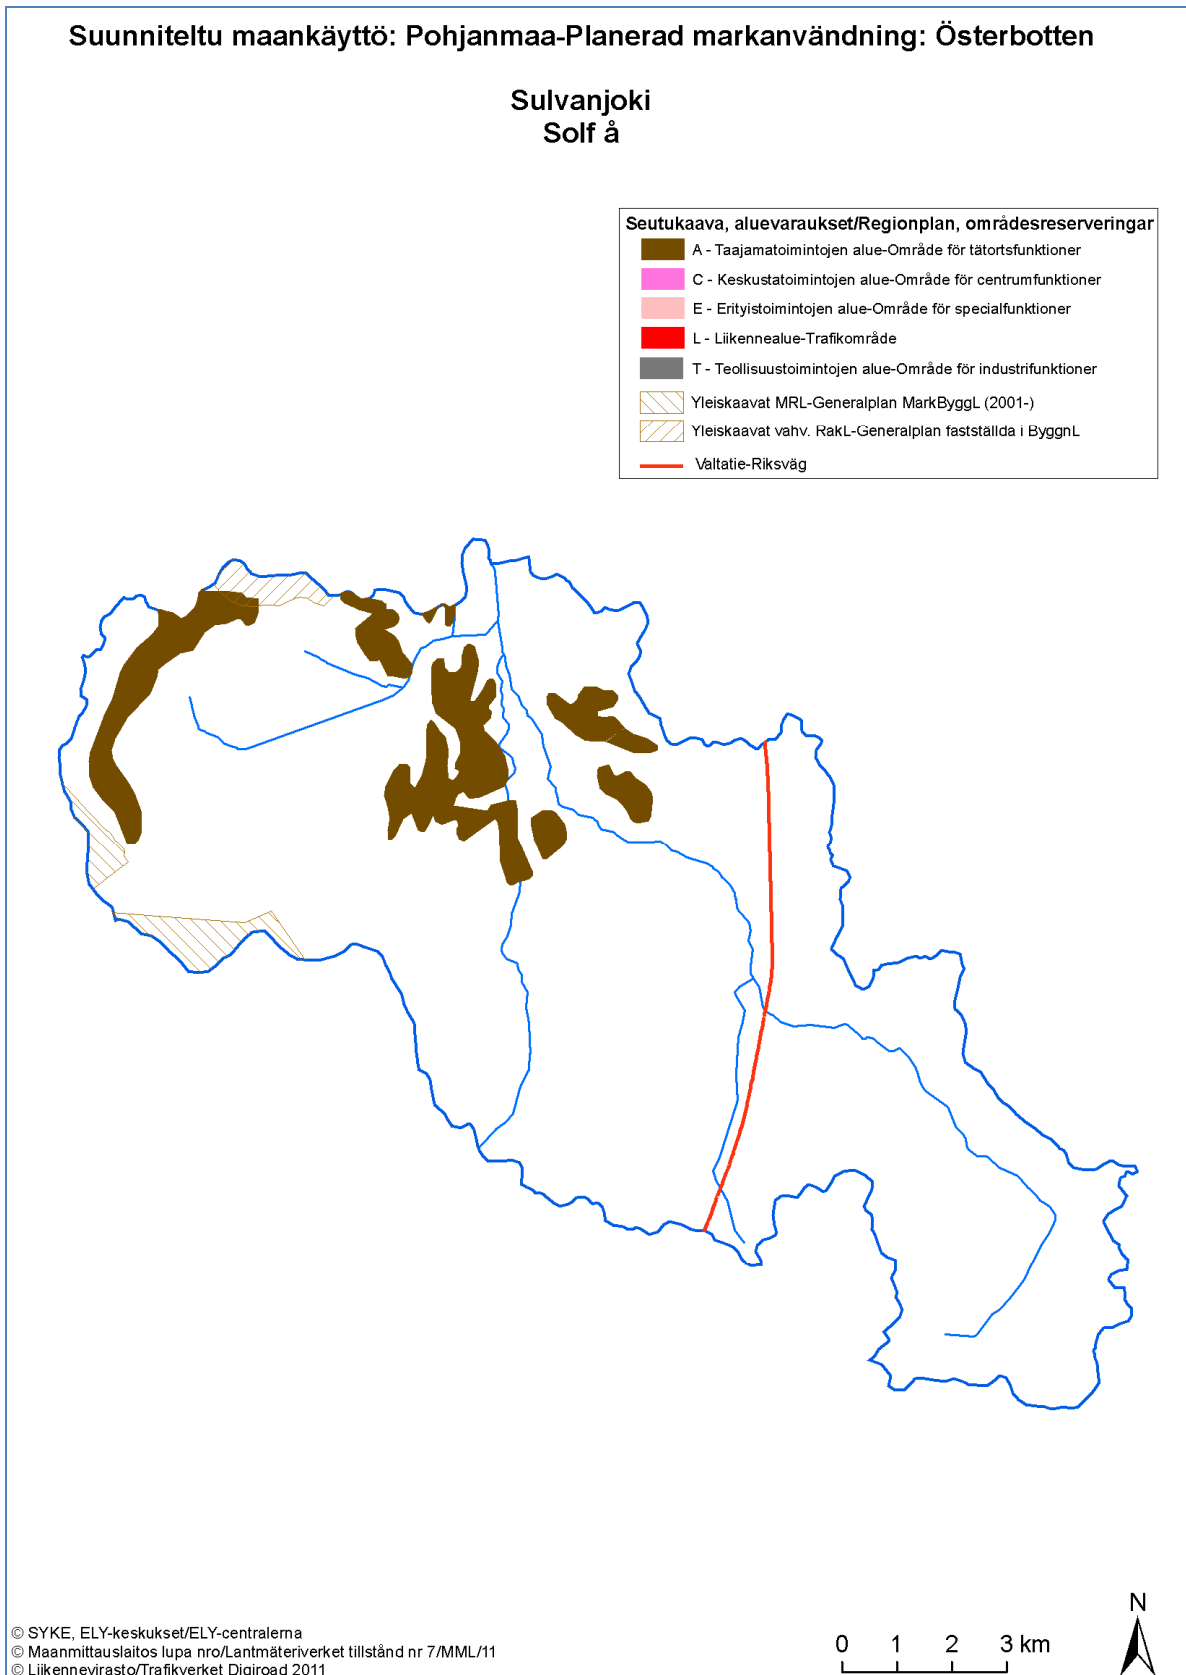 Suunniteltu maankäyttö: Pohjanmaa-Planerad markanvändning: Österbotten
Sulvanjoki
Solf å
Seutukaava, aluevaraukset/Regionplan, områdesreserveringar
A - Taajamatoimintojen alue-Område för tätortsfunktioner
C - Keskustatoimintojen alue-Område för centrumfunktioner
E - Erityistoimintojen alue-Område för specialfunktioner
L - Liikennealue-Trafikområde
T - Teollisuustoimintojen alue-Område för industrifunktioner
Yleiskaavat MRL-Generalplan MarkByggL (2001-)
Yleiskaavat vahv. RakL-Generalplan fastställda i ByggnL
Valtatie-Riksväg
© SYKE, ELY-keskukset/ELY-centralerna
© Maanmittauslaitos lupa nro/Lantmäteriverket tillstånd nr 7/MML/11
© Liikennevirasto/Trafikverket Digiroad 2011
0 1 2 3 km
N